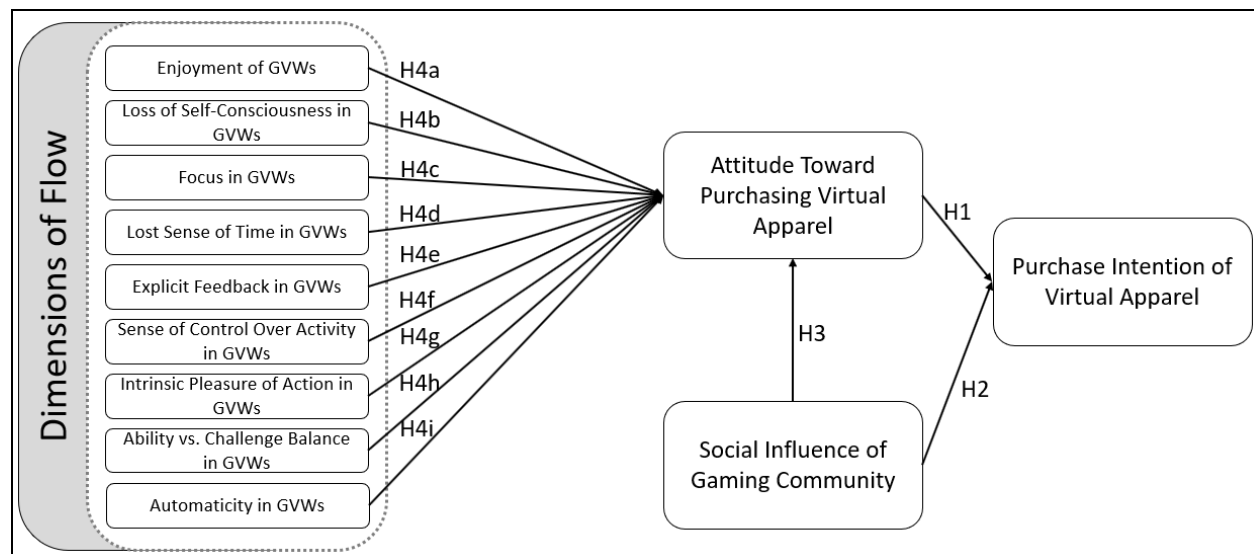 Dimensions of Flow
Enjoyment of GVWs
Loss of Self-Consciousness in
GVWs
Focus in GVWs
Lost Sense of Time in GVWs
Explicit Feedback in GVWs
Sense of Control Over Activity
in GVWs
Intrinsic Pleasure of Action in
GVWs
Ability vs. Challenge Balance
in GVWs
Automaticity in GVWs
H4a
H4b
H4c
H4d
H4e
H4f
H4g
H4h
H4i
Attitude Toward
Purchasing Virtual
Apparel
H3
Social Influence of
Gaming Community
H1
H2
Purchase Intention of
Virtual Apparel